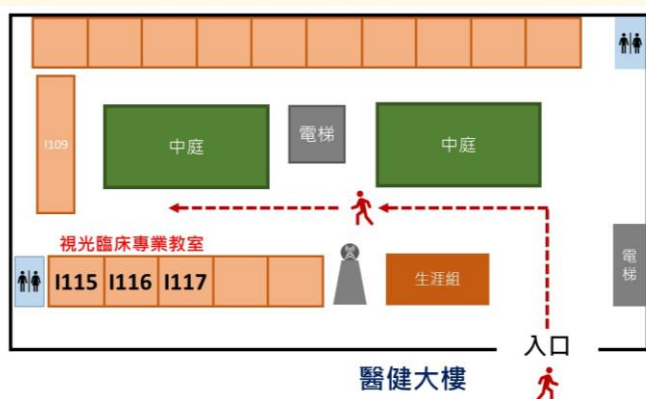 I109
中庭
電梯
中庭
視光臨床專業教室
I115
I116
I117
生涯組
電梯
入口
醫健大樓